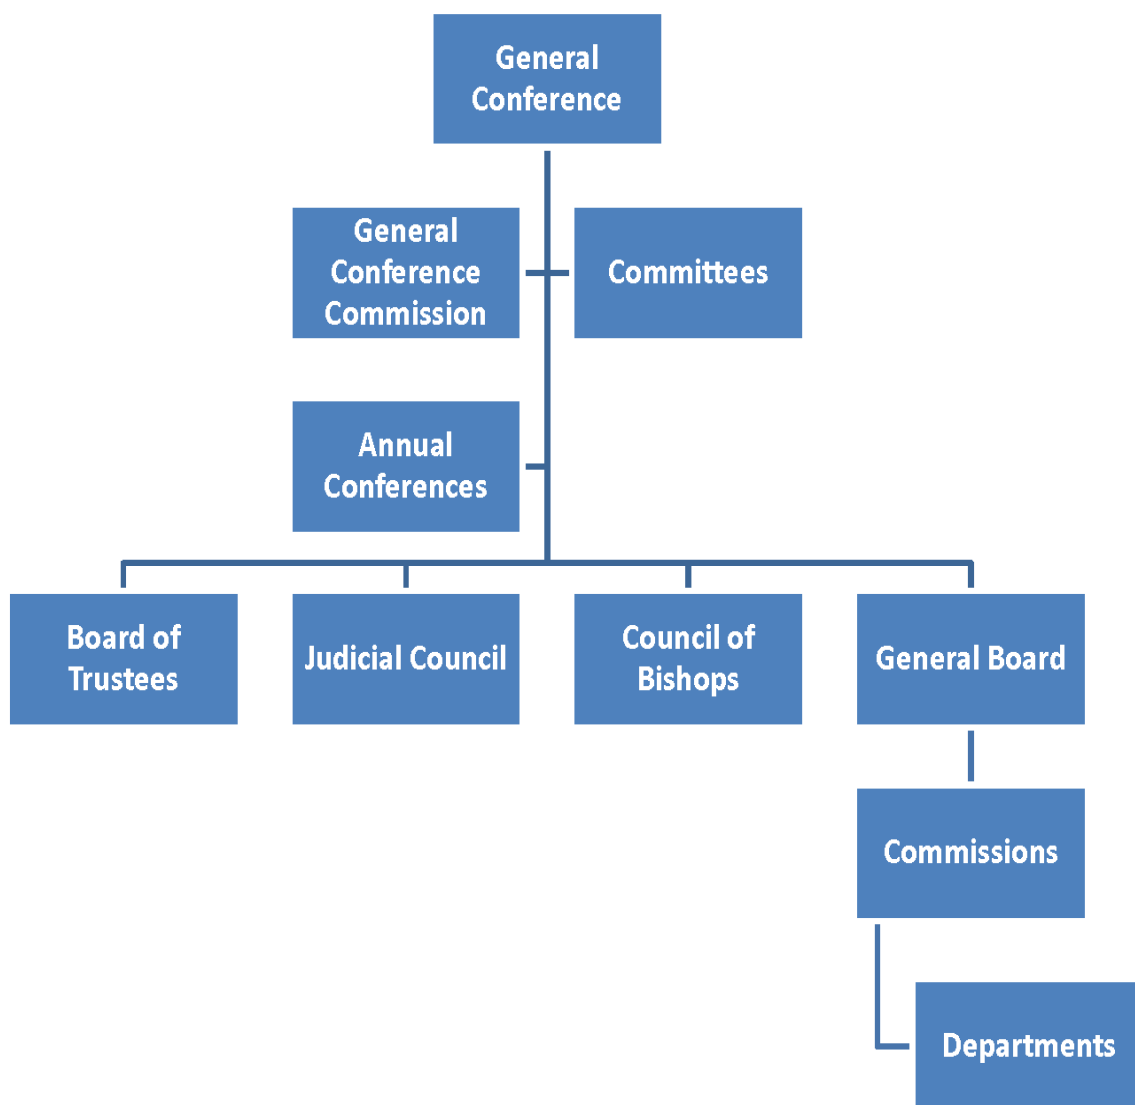 General
Conference
General
Conference
Commission
Committees
Annual
Conferences
Board of
Trustees
Judicial Council
Council of
Bishops
General Board
Commissions
Departments